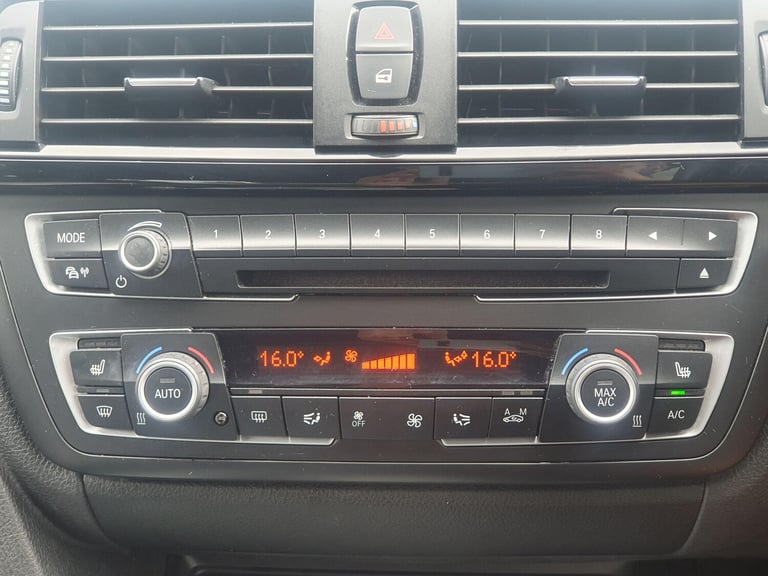 MODE 1 2 3 4 5 6 7 8
16.0° 16.0°
AUTO MAX A/C
OFF A M A/C